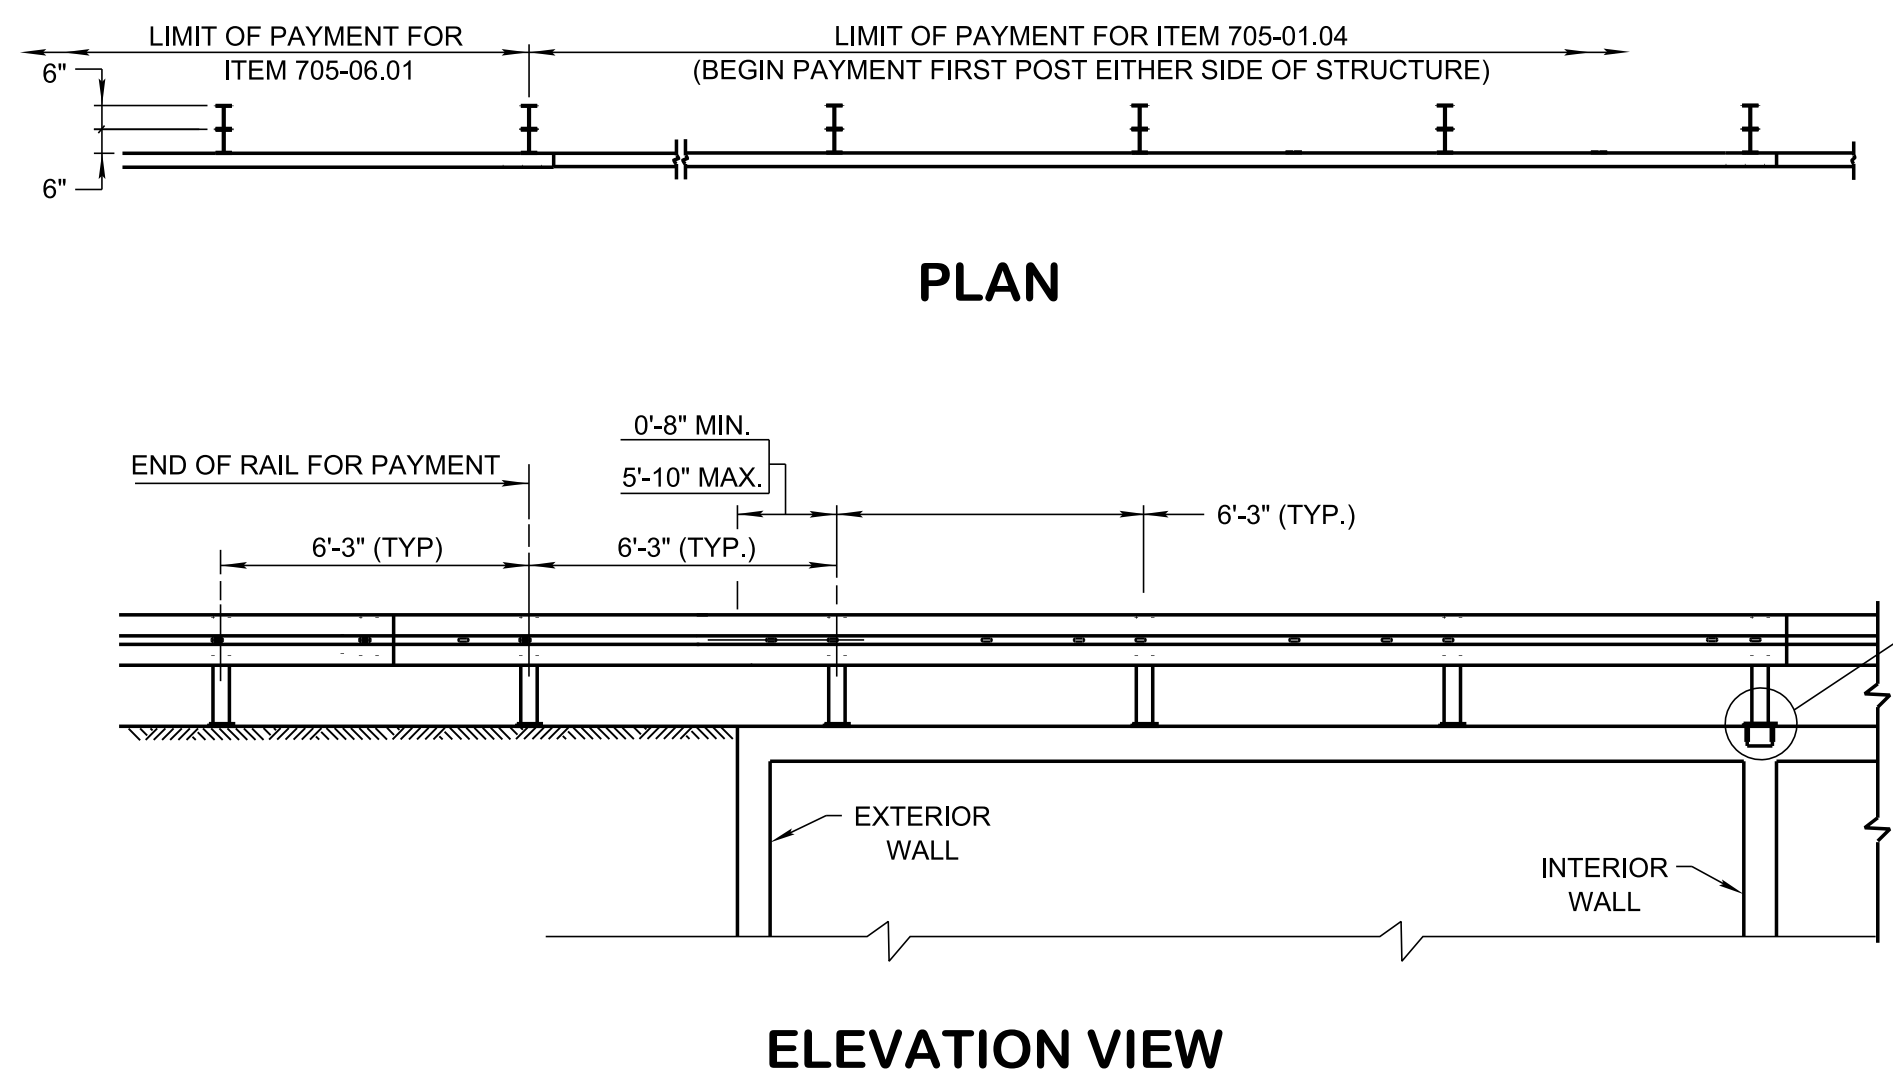 LIMIT OF PAYMENT FOR
ITEM 705-06.01
LIMIT OF PAYMENT FOR ITEM 705-01.04
(BEGIN PAYMENT FIRST POST EITHER SIDE OF STRUCTURE)
6"
6"
PLAN
0'-8" MIN.
5'-10" MAX.
END OF RAIL FOR PAYMENT
6'-3" (TYP.)
6'-3" (TYP)
6'-3" (TYP.)
EXTERIOR
WALL
INTERIOR
WALL
ELEVATION VIEW